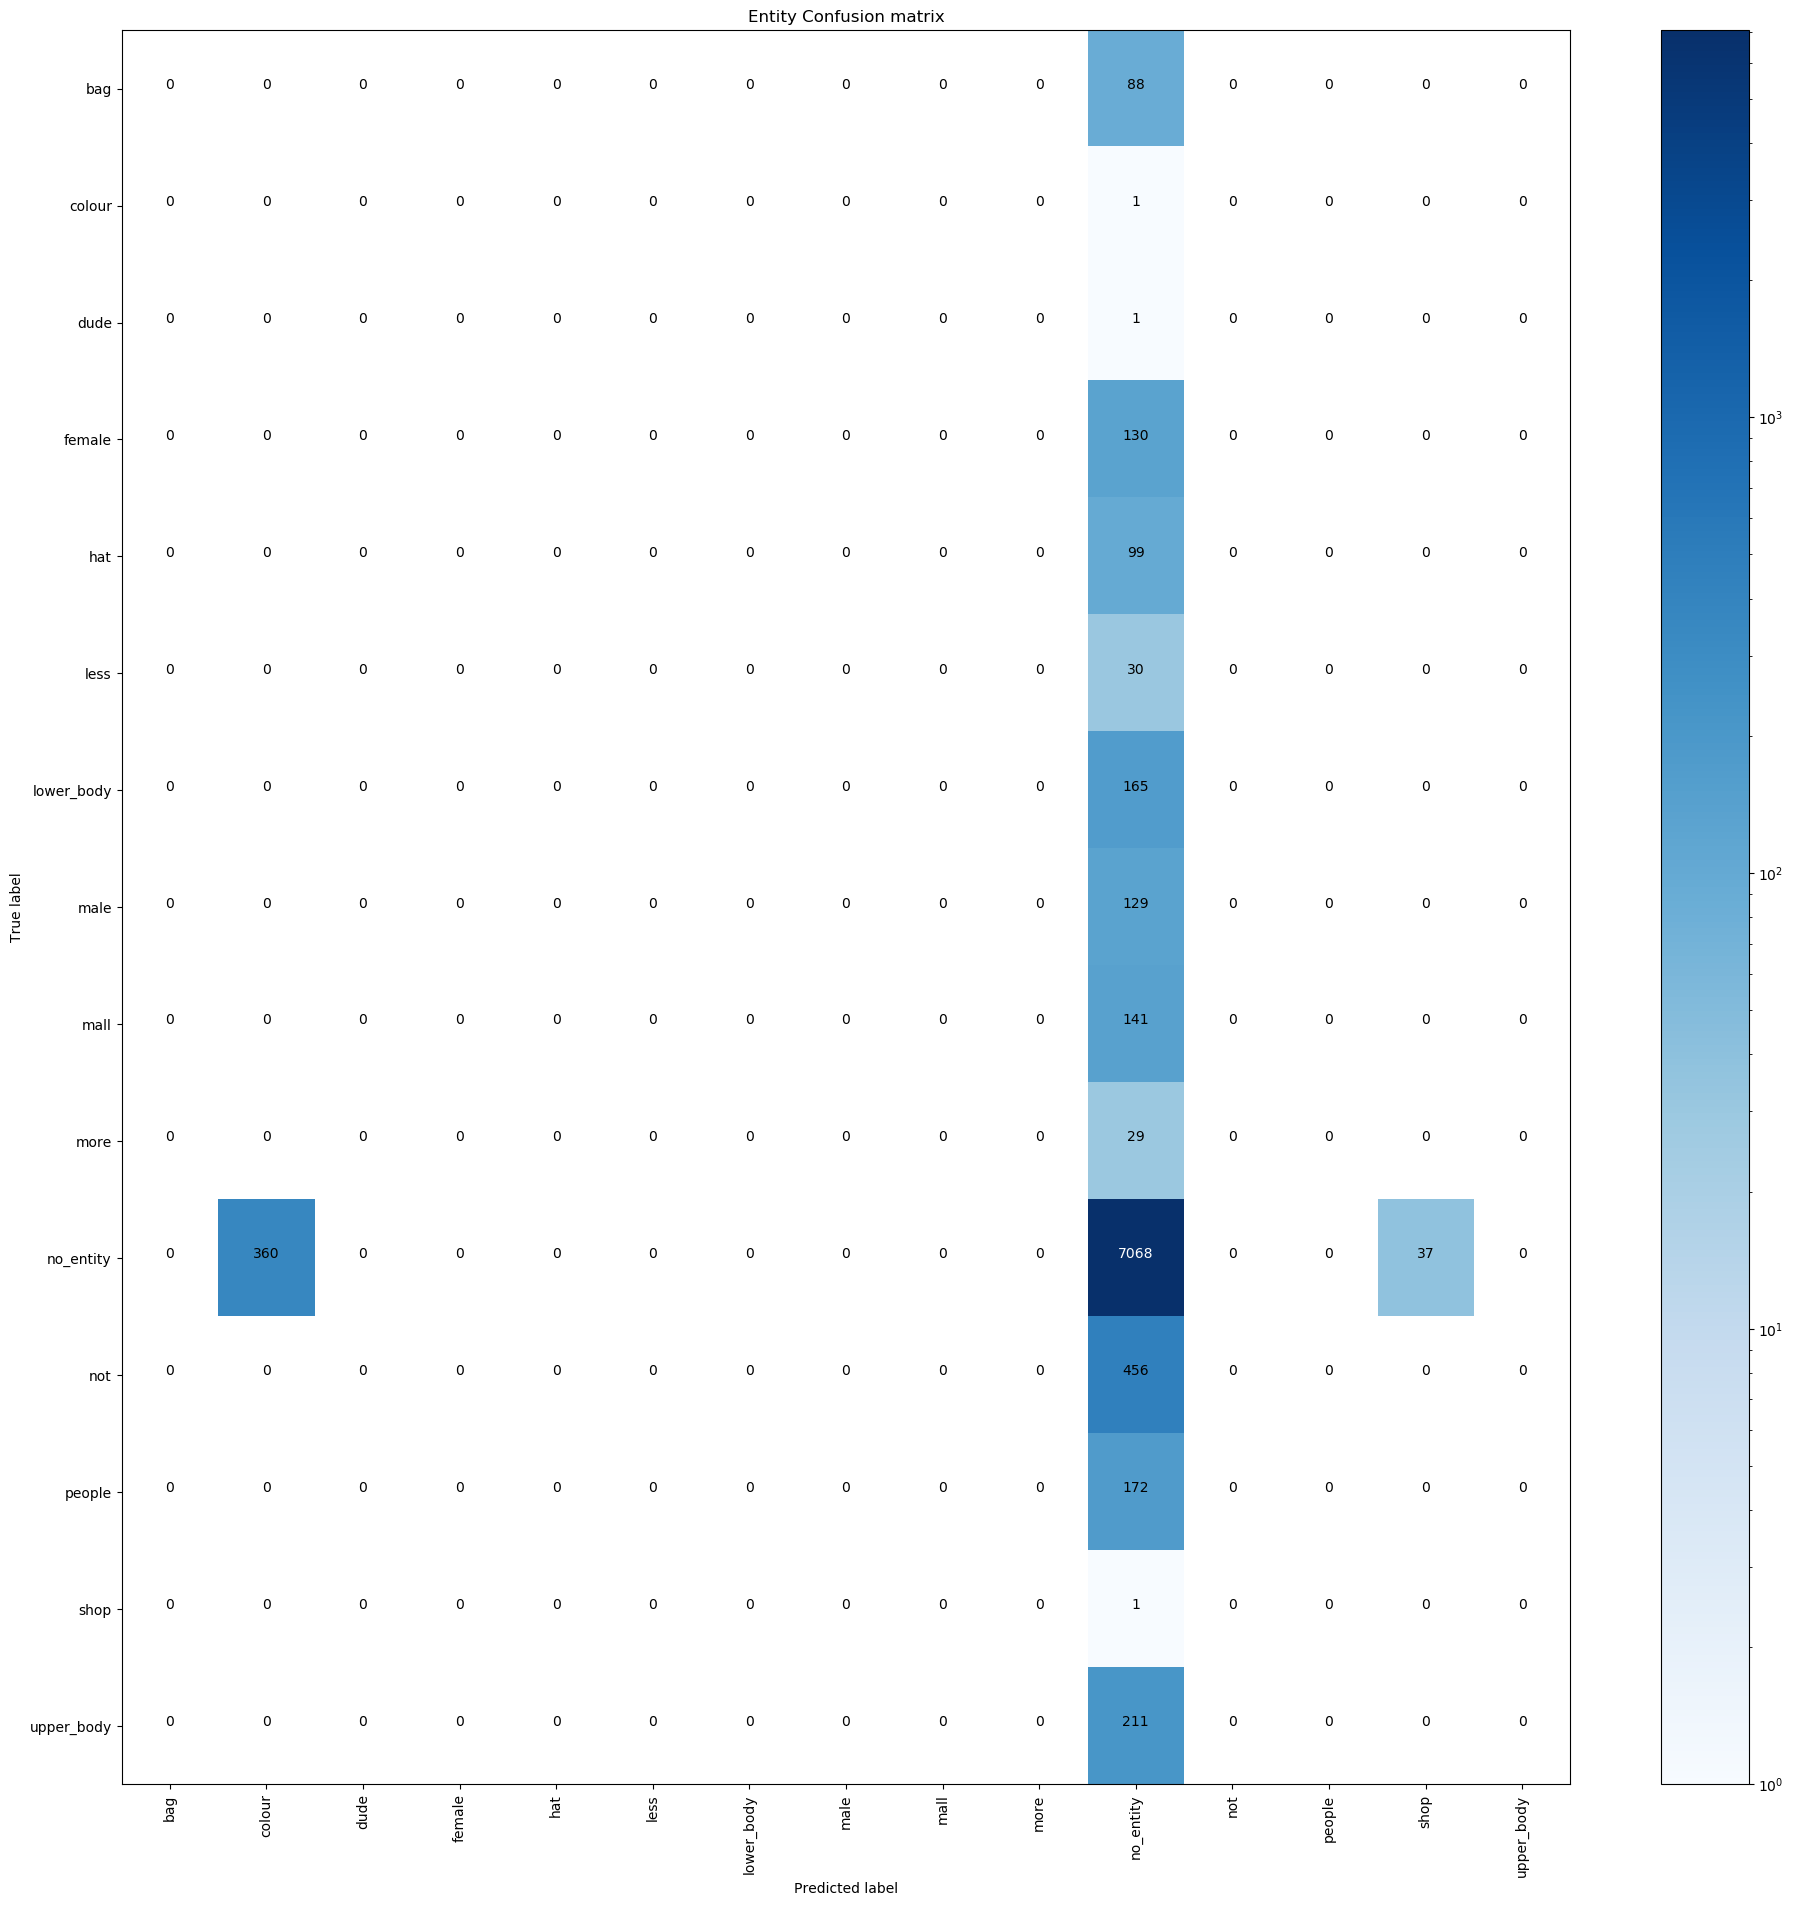 Entity Confusion matrix
bag 0 0 0 0 0 0 0 0 0 0 88 0 0 0 0
colour 0 0 0 0 0 0 0 0 0 0 1 0 0 0 0
dude 0 0 0 0 0 0 0 0 0 0 1 0 0 0 0
female 0 0 0 0 0 0 0 0 0 0 130 0 0 0 0
hat 0 0 0 0 0 0 0 0 0 0 99 0 0 0 0
less 0 0 0 0 0 0 0 0 0 0 30 0 0 0 0
lower_body 0 0 0 0 0 0 0 0 0 0 165 0 0 0 0
male 0 0 0 0 0 0 0 0 0 0 129 0 0 0 0
mall 0 0 0 0 0 0 0 0 0 0 141 0 0 0 0
more 0 0 0 0 0 0 0 0 0 0 29 0 0 0 0
no_entity 0 360 0 0 0 0 0 0 0 0 7068 0 0 37 0
not 0 0 0 0 0 0 0 0 0 0 456 0 0 0 0
people 0 0 0 0 0 0 0 0 0 0 172 0 0 0 0
shop 0 0 0 0 0 0 0 0 0 0 1 0 0 0 0
upper_body 0 0 0 0 0 0 0 0 0 0 211 0 0 0 0
bag colour dude female hat less lower_body male mall more no_entity not people shop upper_body
Predicted label
True label
10³
10²
10¹
10⁰